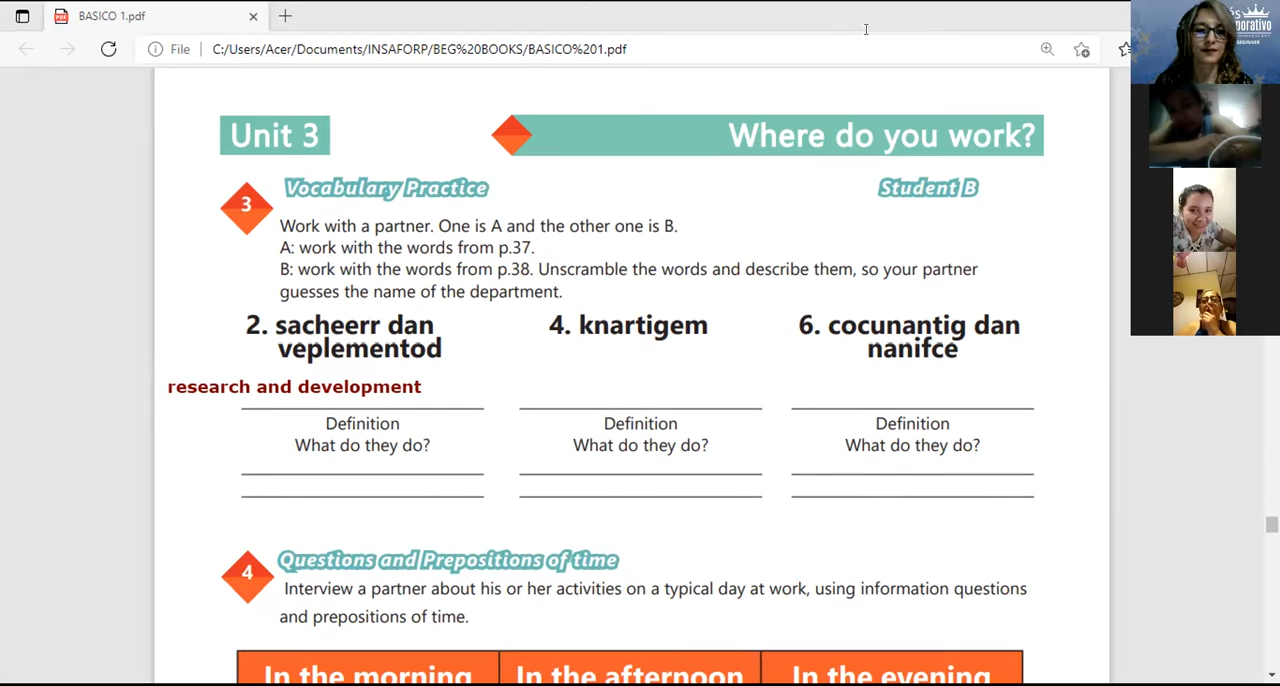 BASICO 1.pdf
File
C:/Users/Acer/Documents/INSAFORP/BEG%20BOOKS/BASICO%201.pdf
Unit 3
Where do you work?
3
Vocabulary Practice
Student B
Work with a partner. One is A and the other one is B.
A: work with the words from p.37.
B: work with the words from p.38. Unscramble the words and describe them, so your partner
guesses the name of the department.
2. sacheerr dan
veplementod
4. knartigem
6. cocunantig dan
nanifce
research and development
Definition
What do they do?
Definition
What do they do?
Definition
What do they do?
4
Questions and Prepositions of time
Interview a partner about his or her activities on a typical day at work, using information questions
and prepositions of time.
In the morning
In the afternoon
In the evening
BEGINNER